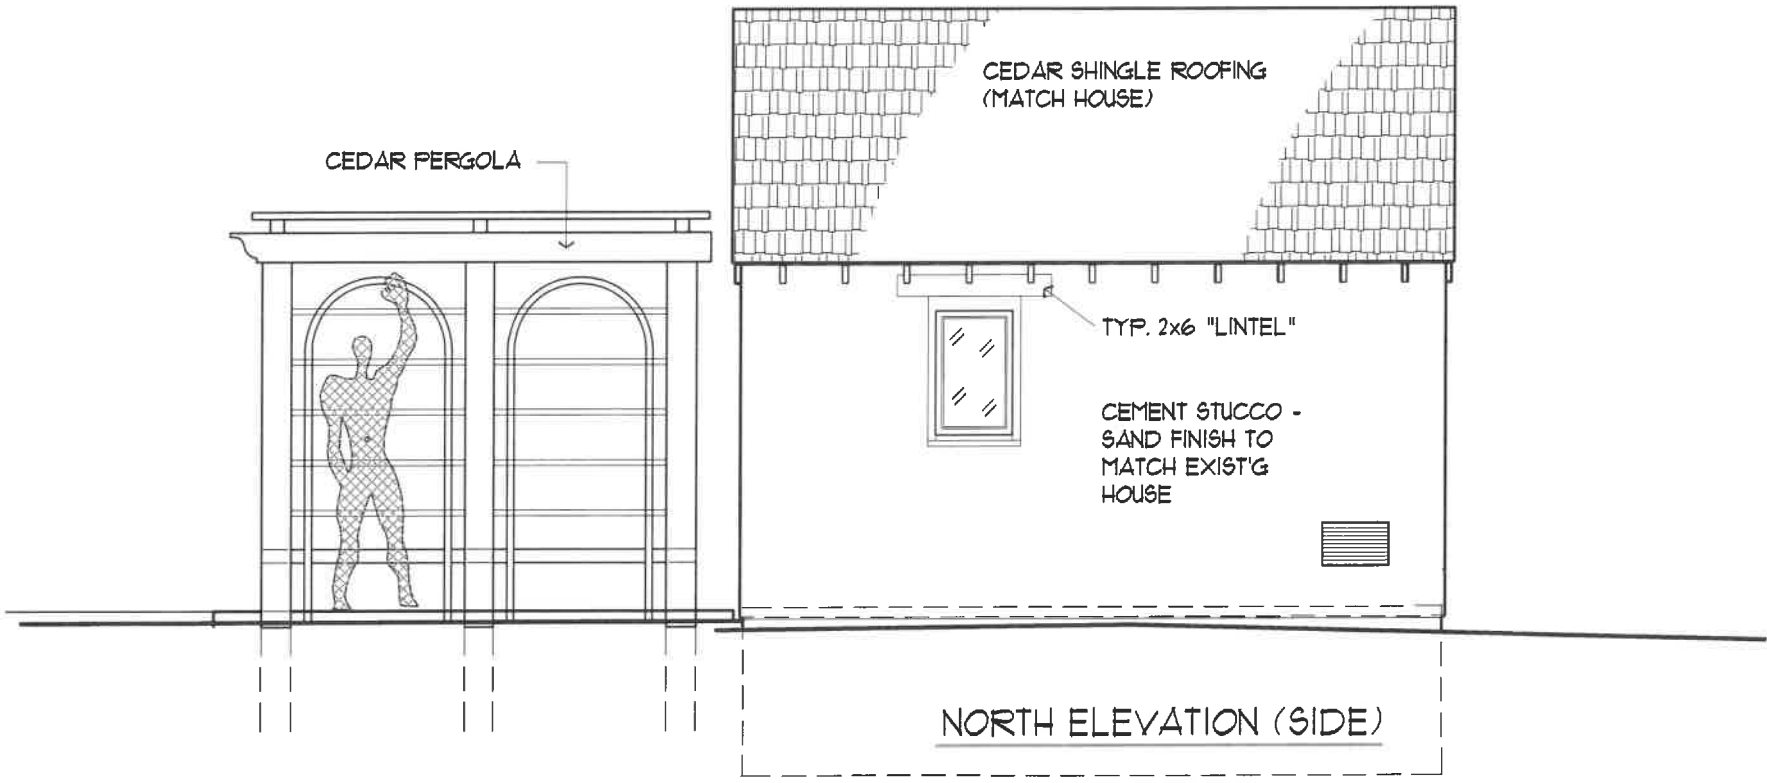 CEDAR SHINGLE ROOFING
(MATCH HOUSE)
CEDAR PERGOLA
TYP. 2x6 "LINTEL"
CEMENT STUCCO -
SAND FINISH TO
MATCH EXIST'G
HOUSE
NORTH ELEVATION (SIDE)